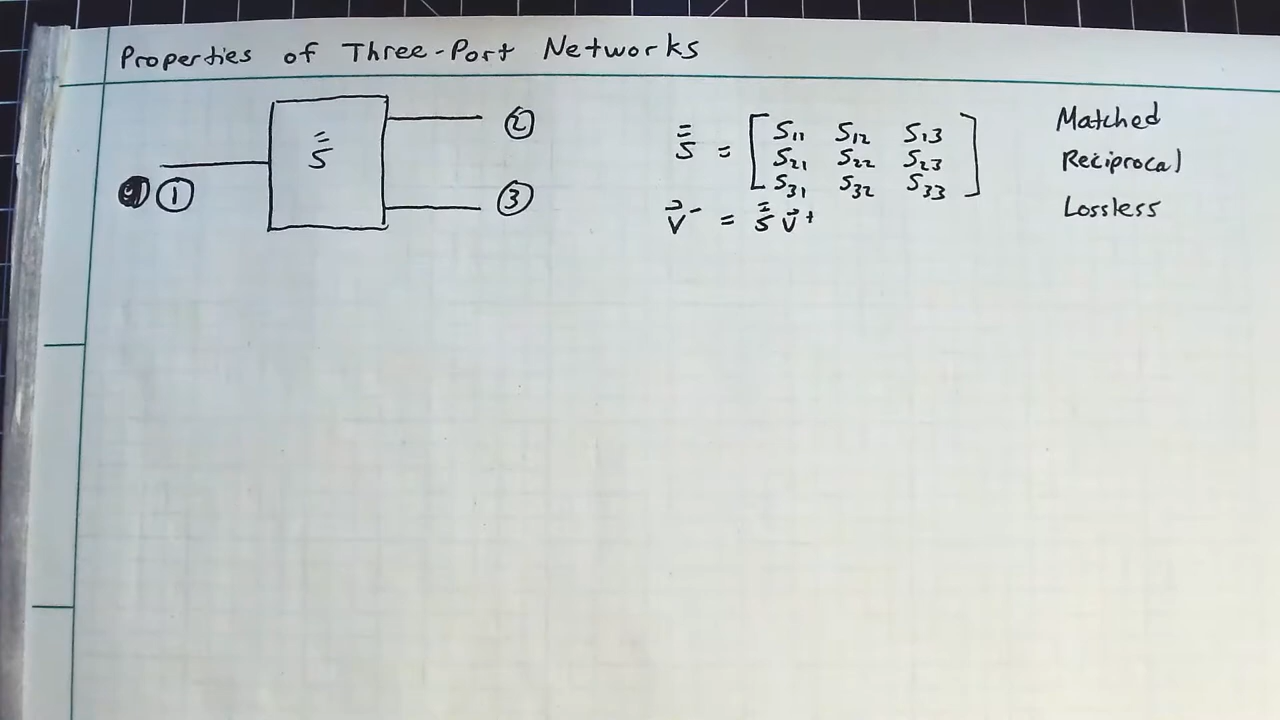 Properties of Three-Port Networks
S̿
①
②
③
S̿ = [ S₁₁ S₁₂ S₁₃
S₂₁ S₂₂ S₂₃
S₃₁ S₃₂ S₃₃ ]
V⃗⁻ = S̿ V⃗⁺
Matched
Reciprocal
Lossless